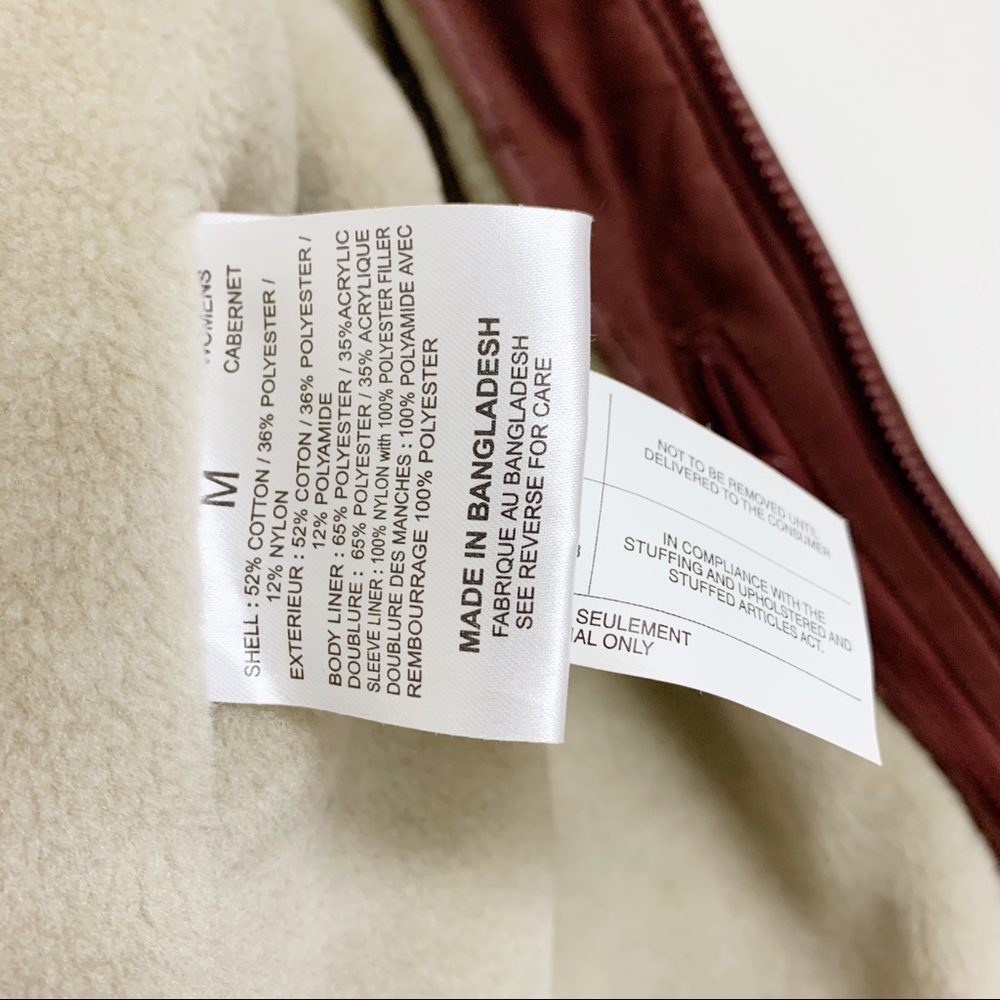 WOMENS
CABERNET
M
SHELL : 52% COTTON / 36% POLYESTER /
12% NYLON
EXTERIEUR : 52% COTON / 36% POLYESTER /
12% POLYAMIDE
BODY LINER : 65% POLYESTER / 35%ACRYLIC
DOUBLURE : 65% POLYESTER / 35% ACRYLIQUE
SLEEVE LINER : 100% NYLON with 100% POLYESTER FILLER
DOUBLURE DES MANCHES : 100% POLYAMIDE AVEC
REMBOURRAGE 100% POLYESTER
MADE IN BANGLADESH
FABRIQUE AU BANGLADESH
SEE REVERSE FOR CARE
NOT TO BE REMOVED UNTIL
DELIVERED TO THE CONSUMER
IN COMPLIANCE WITH THE
STUFFING AND UPHOLSTERED AND
STUFFED ARTICLES ACT.
SEULEMENT
ONLY